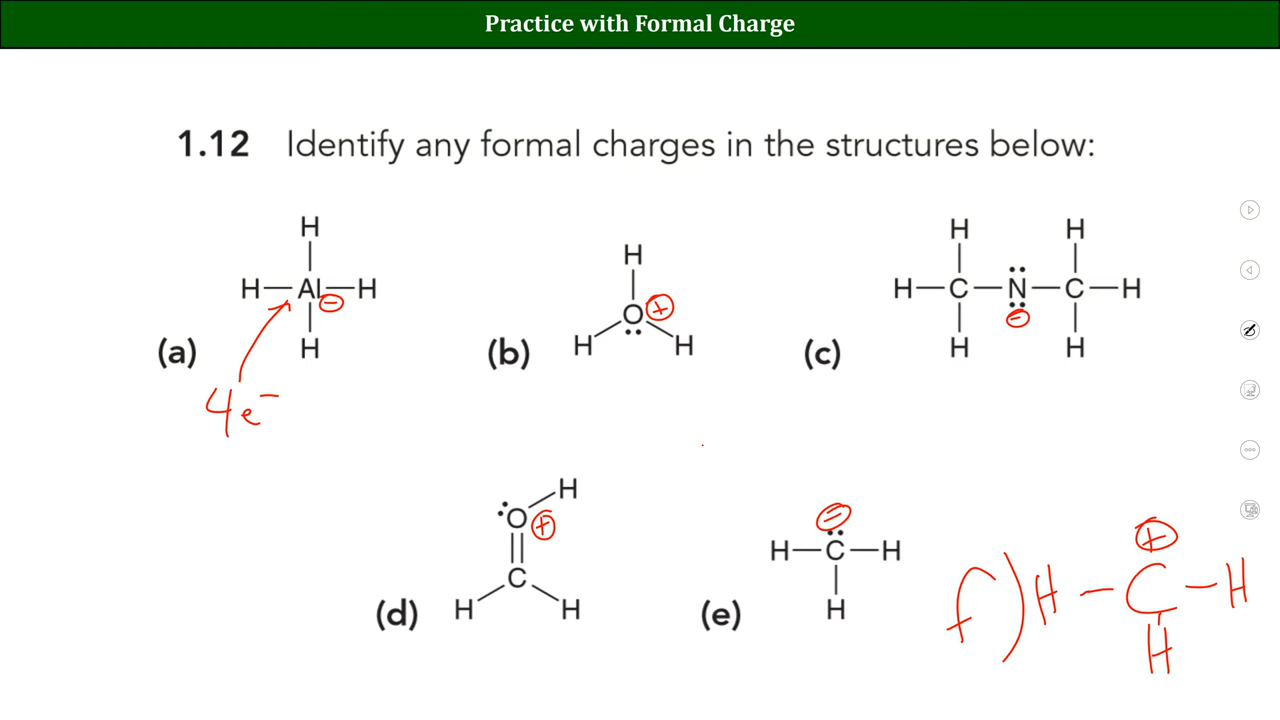 Practice with Formal Charge
1.12 Identify any formal charges in the structures below:
H
H—Al—H
⊖
H
(a)
4e⁻
H
O
⊕
H H
(b)
H H
H—C—N—C—H
⊖
H H
(c)
H
O
⊕
C
H H
(d)
⊖
H—C—H
H
(e)
⊕
f) H—C—H
H